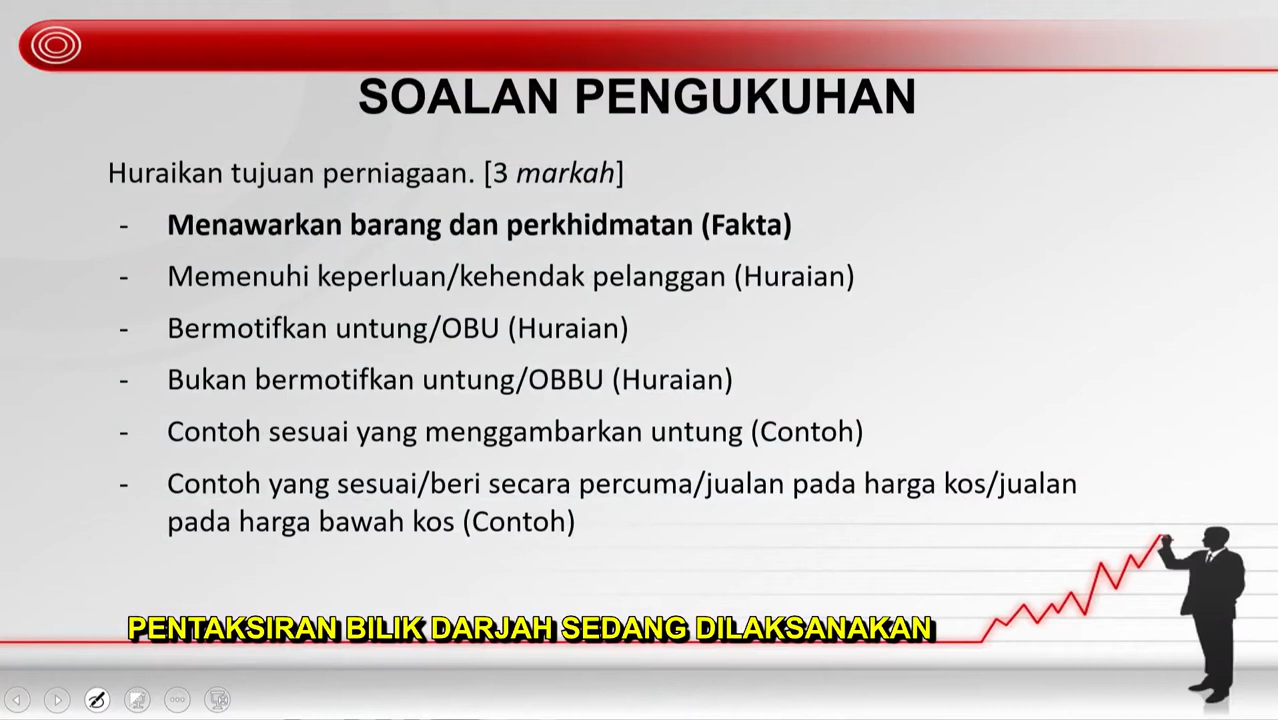 SOALAN PENGUKUHAN
Huraikan tujuan perniagaan. [3 markah]
- Menawarkan barang dan perkhidmatan (Fakta)
- Memenuhi keperluan/kehendak pelanggan (Huraian)
- Bermotifkan untung/OBU (Huraian)
- Bukan bermotifkan untung/OBBU (Huraian)
- Contoh sesuai yang menggambarkan untung (Contoh)
- Contoh yang sesuai/beri secara percuma/jualan pada harga kos/jualan
pada harga bawah kos (Contoh)
PENTAKSIRAN BILIK DARJAH SEDANG DILAKSANAKAN